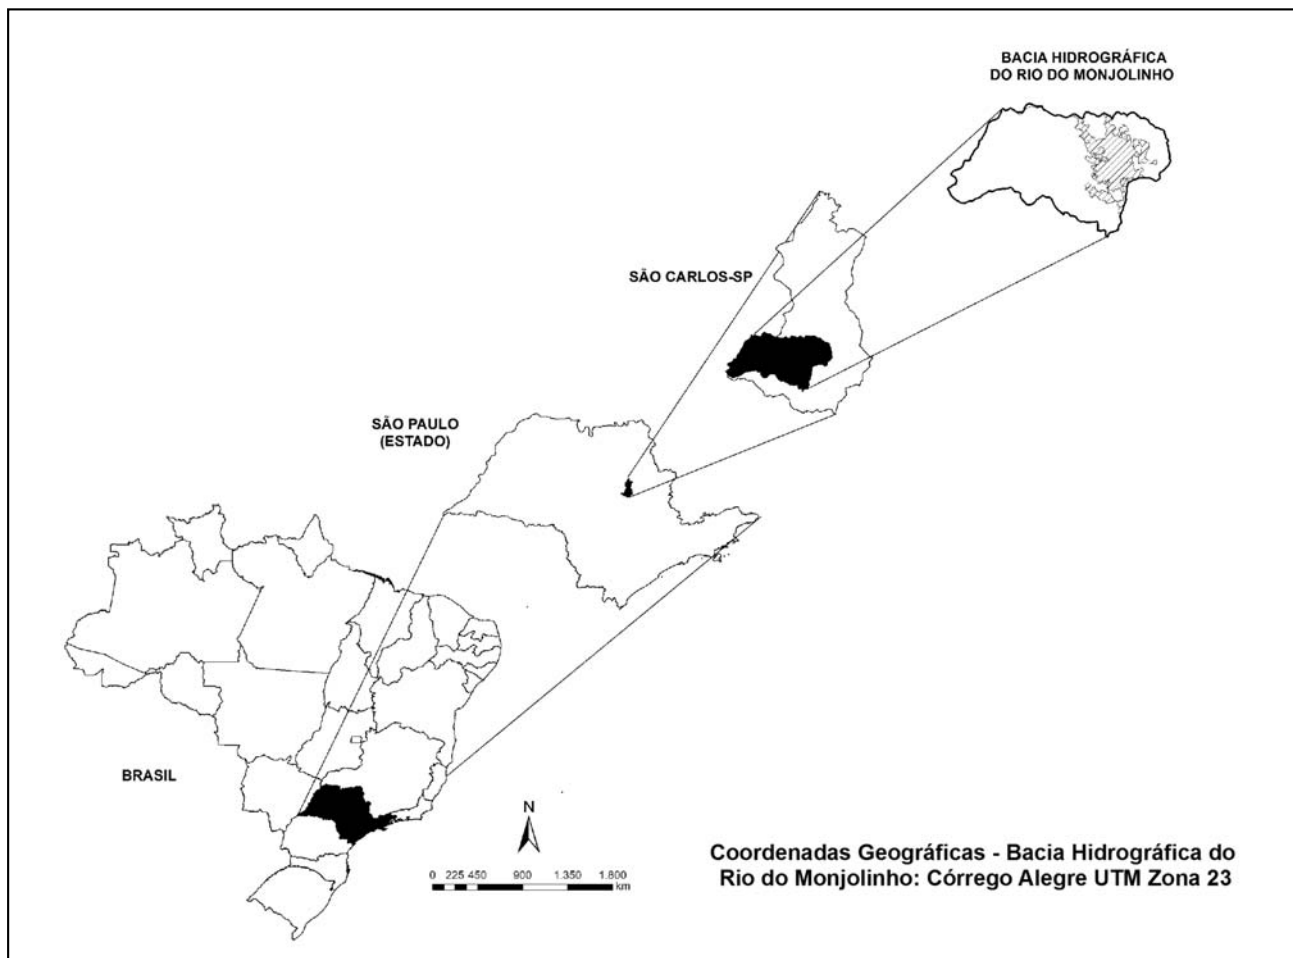 BACIA HIDROGRÁFICA
DO RIO DO MONJOLINHO
SÃO CARLOS-SP
SÃO PAULO
(ESTADO)
BRASIL
N
0 225 450 900 1.350 1.800
km
Coordenadas Geográficas - Bacia Hidrográfica do
Rio do Monjolinho: Córrego Alegre UTM Zona 23